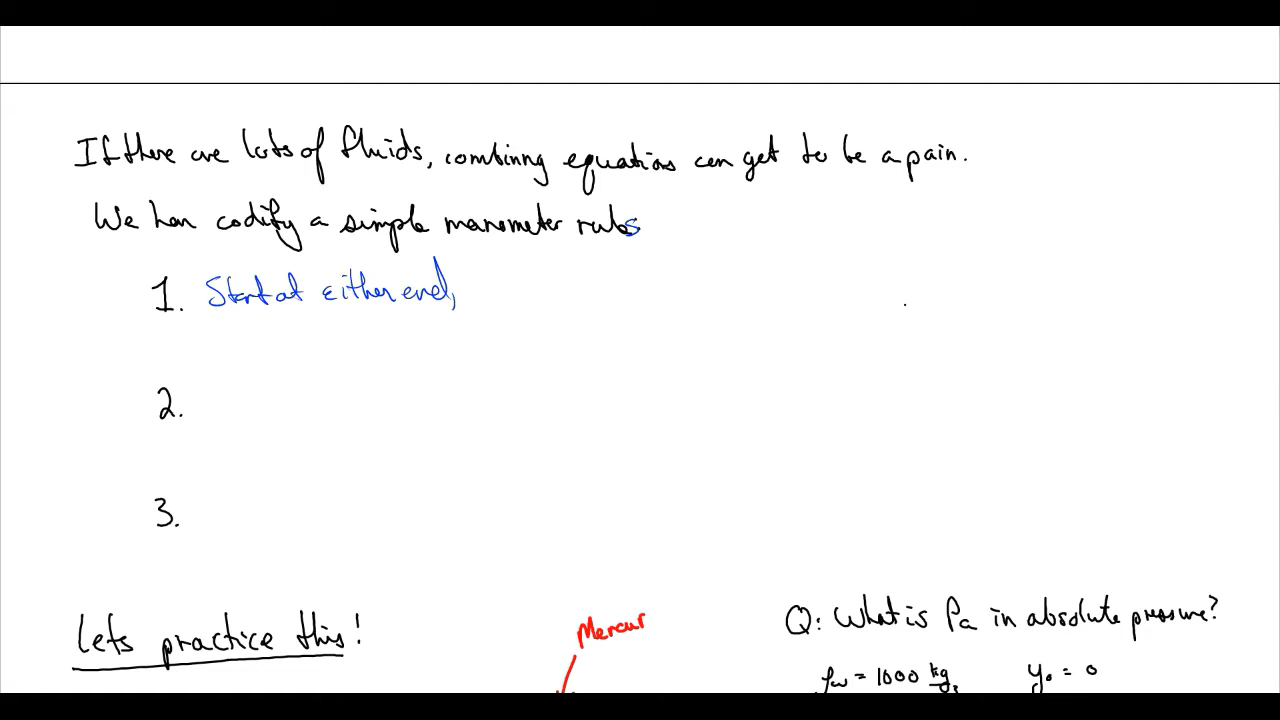 If there are lots of fluids, combining equations can get to be a pain.
We han codify a simple manometer rules
1. Start at either end,
2.
3.
Lets practice this!
Mercur
Q: What is Pa in absolute pressure?
ρw = 1000 kg
y₀ = 0